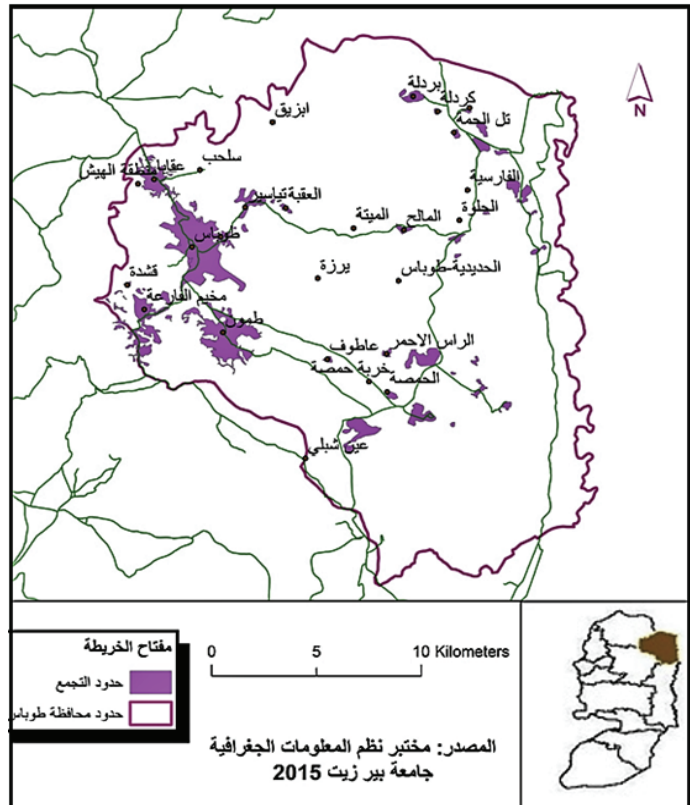 بردلة
كردلة
تل الحمة
ابزيق
سلحب
عقابا
منطقة الهيش
الفارسية
تياسير
العقبة
الحلوة
الميتة
المالح
طوباس
يرزة
الحديدية-طوباس
قشدة
مخيم الفارعة
طمون
عاطوف
الراس الاحمر
خربة حمصة
الحمصة
عين شبلي
N
مفتاح الخريطة
حدود التجمع
حدود محافظة طوباس
0 5 10 Kilometers
المصدر: مختبر نظم المعلومات الجغرافية
جامعة بير زيت 2015